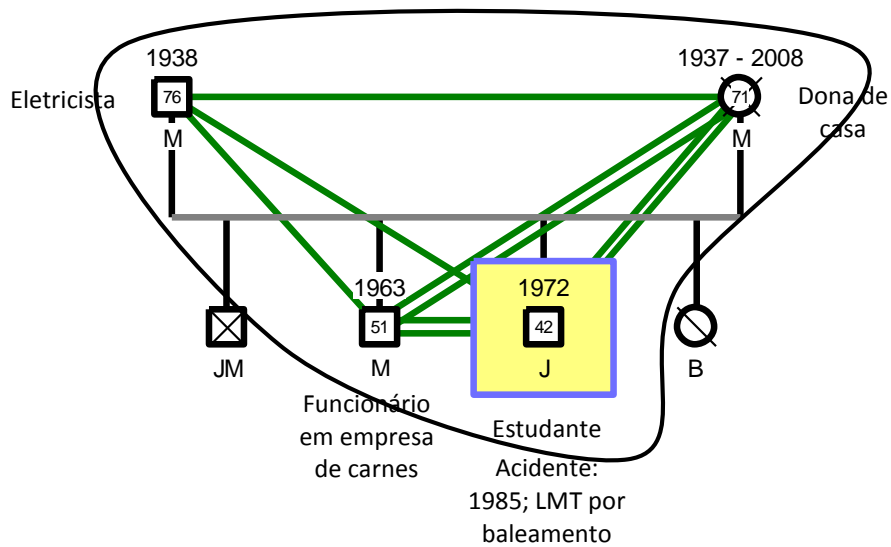 1938
1937 - 2008
Eletricista
76
71
Dona de
casa
M
M
1963
1972
51
42
JM
M
J
B
Funcionário
em empresa
de carnes
Estudante
Acidente:
1985; LMT por
baleamento